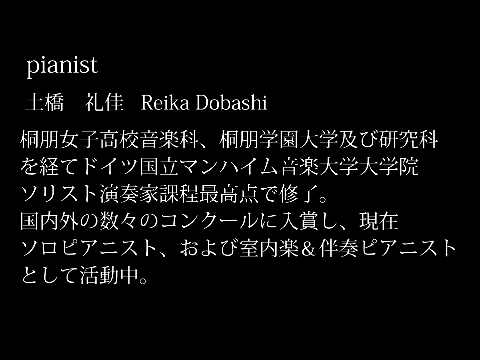 pianist
土橋　礼佳　Reika Dobashi
桐朋女子高校音楽科、桐朋学園大学及び研究科
を経てドイツ国立マンハイム音楽大学大学院
ソリスト演奏家課程最高点で修了。
国内外の数々のコンクールに入賞し、現在
ソロピアニスト、および室内楽＆伴奏ピアニスト
として活動中。